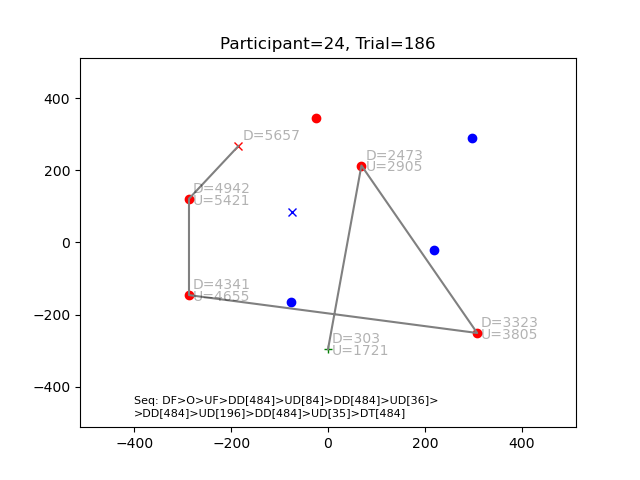 Participant=24, Trial=186
400
200
0
−200
−400
−400
−200
0
200
400
D=5657
D=2473
U=2905
D=4942
U=5421
D=4341
U=4655
D=3323
U=3805
D=303
U=1721
Seq: DF>O>UF>DD[484]>UD[84]>DD[484]>UD[36]>
>DD[484]>UD[196]>DD[484]>UD[35]>DT[484]